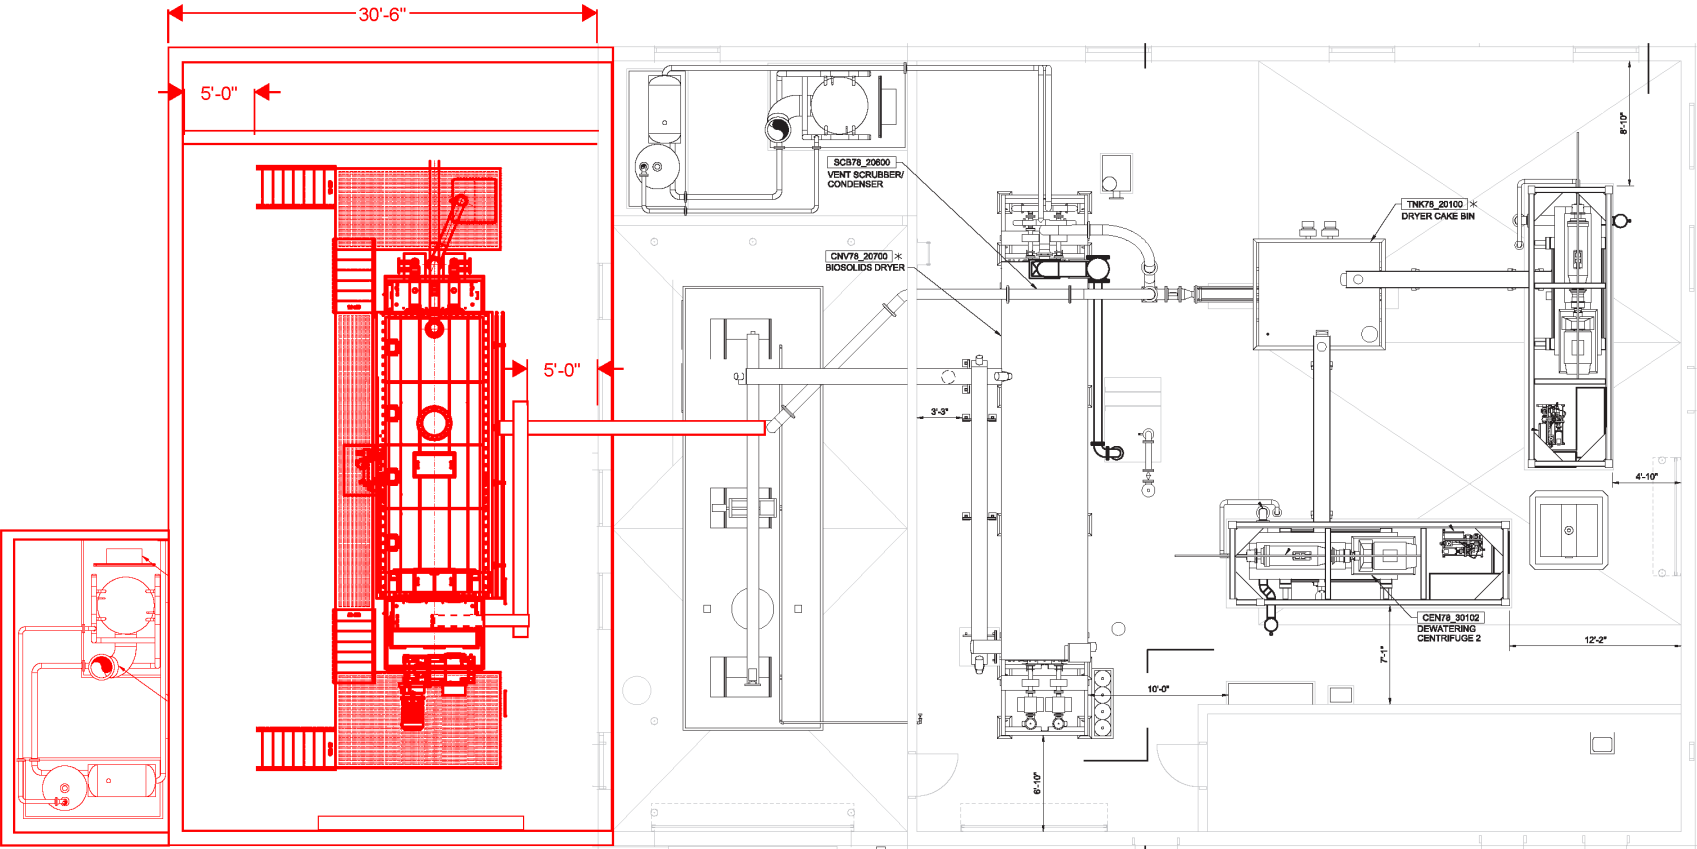 30'-6"
5'-0"
8'-10"
SCB78_20600
VENT SCRUBBER/
CONDENSER
TNK78_20100 *
DRYER CAKE BIN
CNV78_20700 *
BIOSOLIDS DRYER
5'-0"
3'-3"
4'-10"
CEN78_30102
DEWATERING
CENTRIFUGE 2
12'-2"
7'-1"
10'-0"
6'-10"